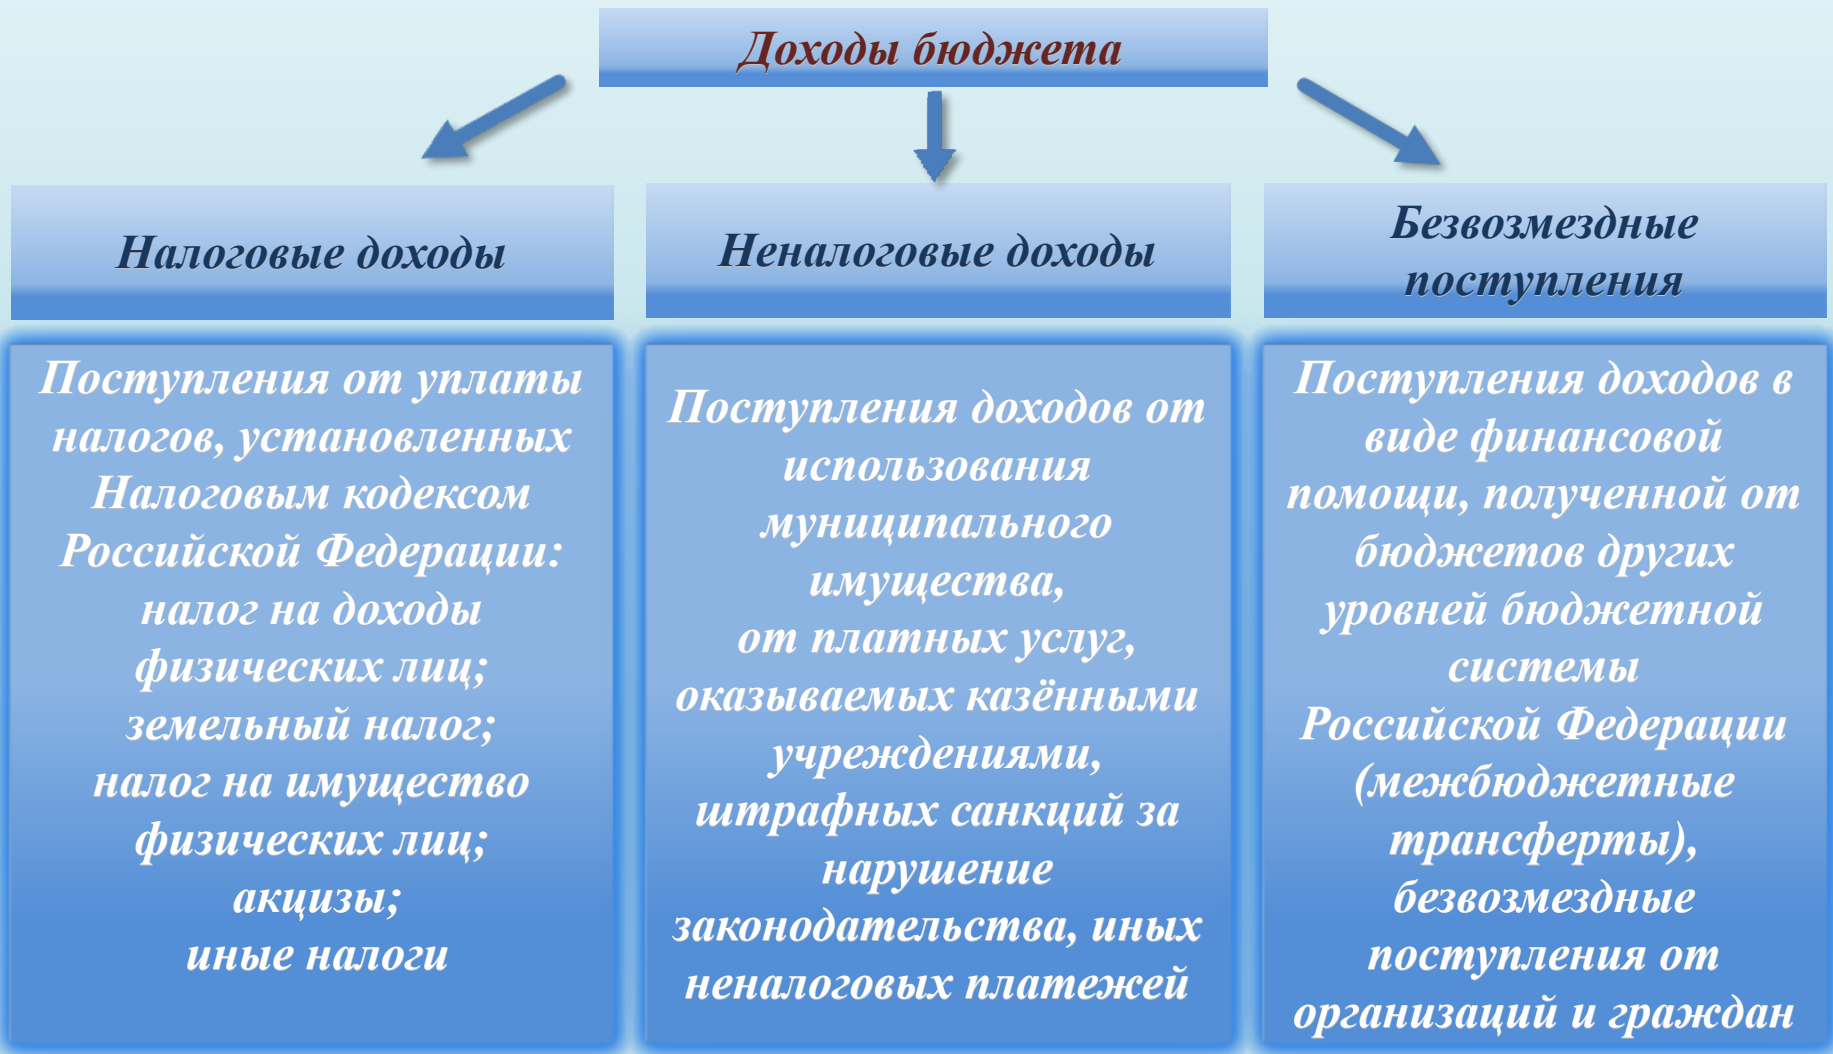 Доходы бюджета
Налоговые доходы
Неналоговые доходы
Безвозмездные
поступления
Поступления от уплаты
налогов, установленных
Налоговым кодексом
Российской Федерации:
налог на доходы
физических лиц;
земельный налог;
налог на имущество
физических лиц;
акцизы;
иные налоги
Поступления доходов от
использования
муниципального
имущества,
от платных услуг,
оказываемых казёнными
учреждениями,
штрафных санкций за
нарушение
законодательства, иных
неналоговых платежей
Поступления доходов в
виде финансовой
помощи, полученной от
бюджетов других
уровней бюджетной
системы
Российской Федерации
(межбюджетные
трансферты),
безвозмездные
поступления от
организаций и граждан